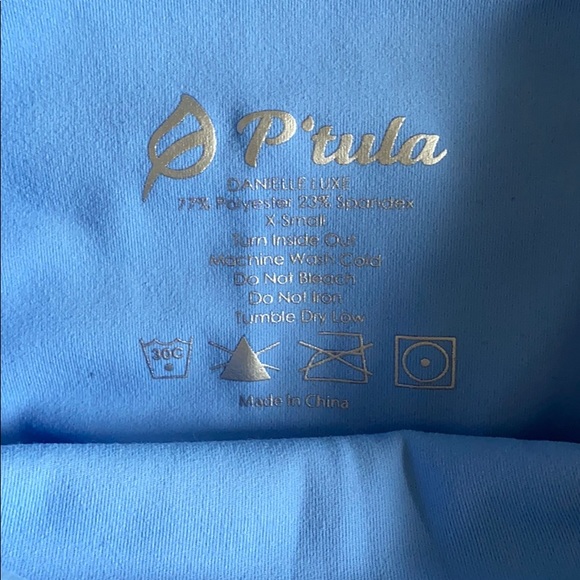 P'tula
DANIELLE LUXE
77% Polyester 23% Spandex
X-Small
Turn Inside Out
Machine Wash Cold
Do Not Bleach
Do Not Iron
Tumble Dry Low
30C
Made in China